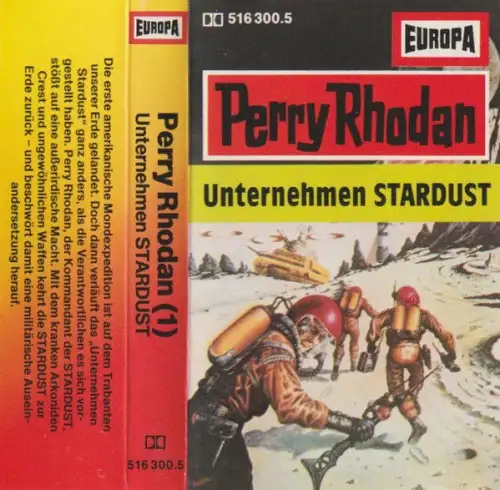 Die erste amerikanische Mondexpedition ist auf dem Trabanten
unserer Erde gelandet. Doch dann verläuft das „Unternehmen
Stardust" ganz anders, als die Verantwortlichen es sich vor-
gestellt haben. Perry Rhodan, der Kommandant der STARDUST,
stößt auf eine außerirdische Macht. Mit dem kranken Arkoniden
Crest und ungewöhnlichen Waffen kehrt die STARDUST zur
Erde zurück – und beschwört damit eine militärische Ausein-
andersetzung herauf.
EUROPA
Perry Rhodan (1)
Unternehmen STARDUST
516 300.5
516 300.5
EUROPA
Perry Rhodan
Unternehmen STARDUST